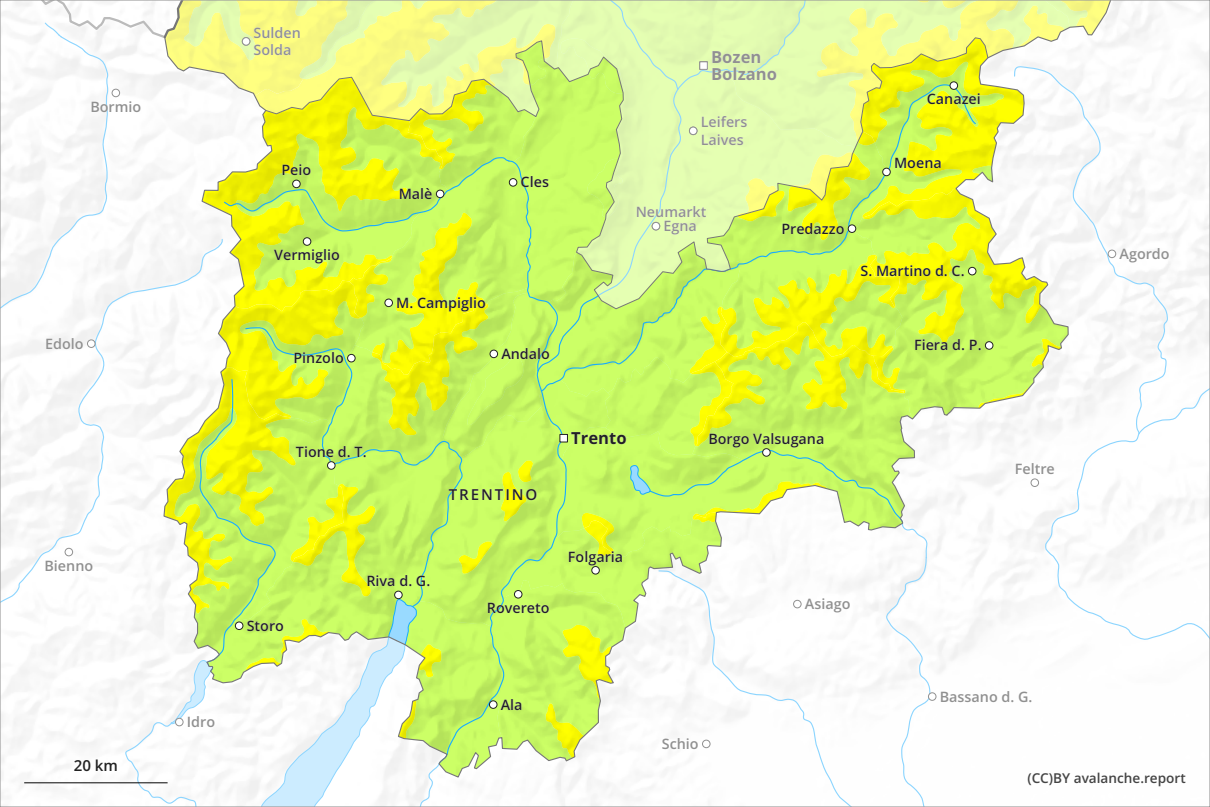 Sulden
Solda
Bozen
Bolzano
Bormio
Canazei
Leifers
Laives
Moena
Peio
Malè
Cles
Neumarkt
Egna
Predazzo
Vermiglio
Agordo
S. Martino d. C.
M. Campiglio
Edolo
Pinzolo
Andalo
Fiera d. P.
Trento
Borgo Valsugana
Tione d. T.
Feltre
TRENTINO
Bienno
Folgaria
Riva d. G.
Asiago
Rovereto
Storo
Bassano d. G.
Ala
Idro
Schio
20 km
(CC)BY avalanche.report